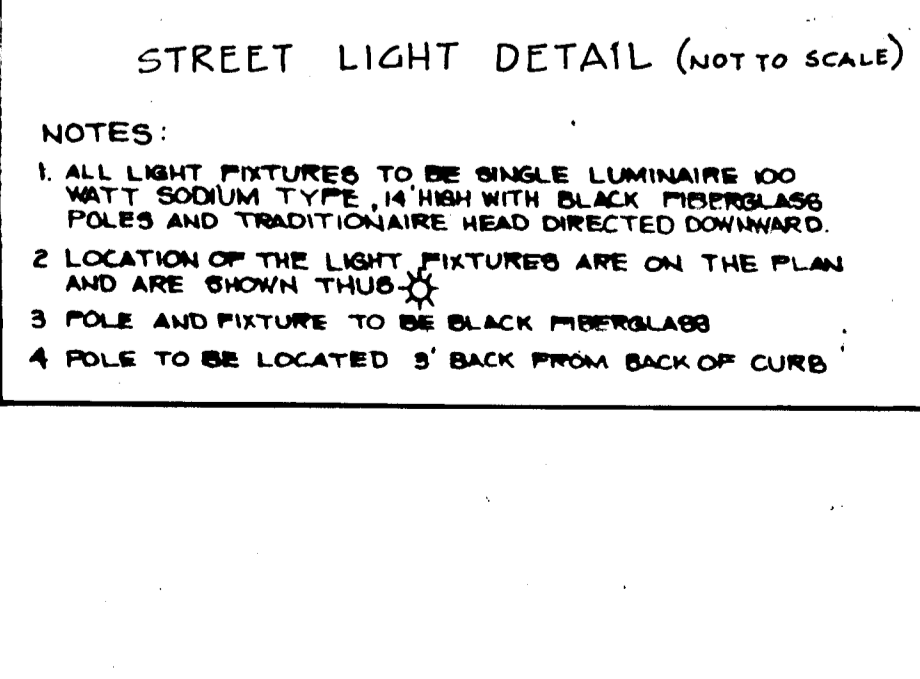 STREET LIGHT DETAIL (NOT TO SCALE)
NOTES:
1. ALL LIGHT FIXTURES TO BE SINGLE LUMINAIRE 100
WATT SODIUM TYPE, 14' HIGH WITH BLACK FIBERGLASS
POLES AND TRADITIONAIRE HEAD DIRECTED DOWNWARD.
2 LOCATION OF THE LIGHT FIXTURES ARE ON THE PLAN
AND ARE SHOWN THUS
3 POLE AND FIXTURE TO BE BLACK FIBERGLASS
4 POLE TO BE LOCATED 3' BACK FROM BACK OF CURB